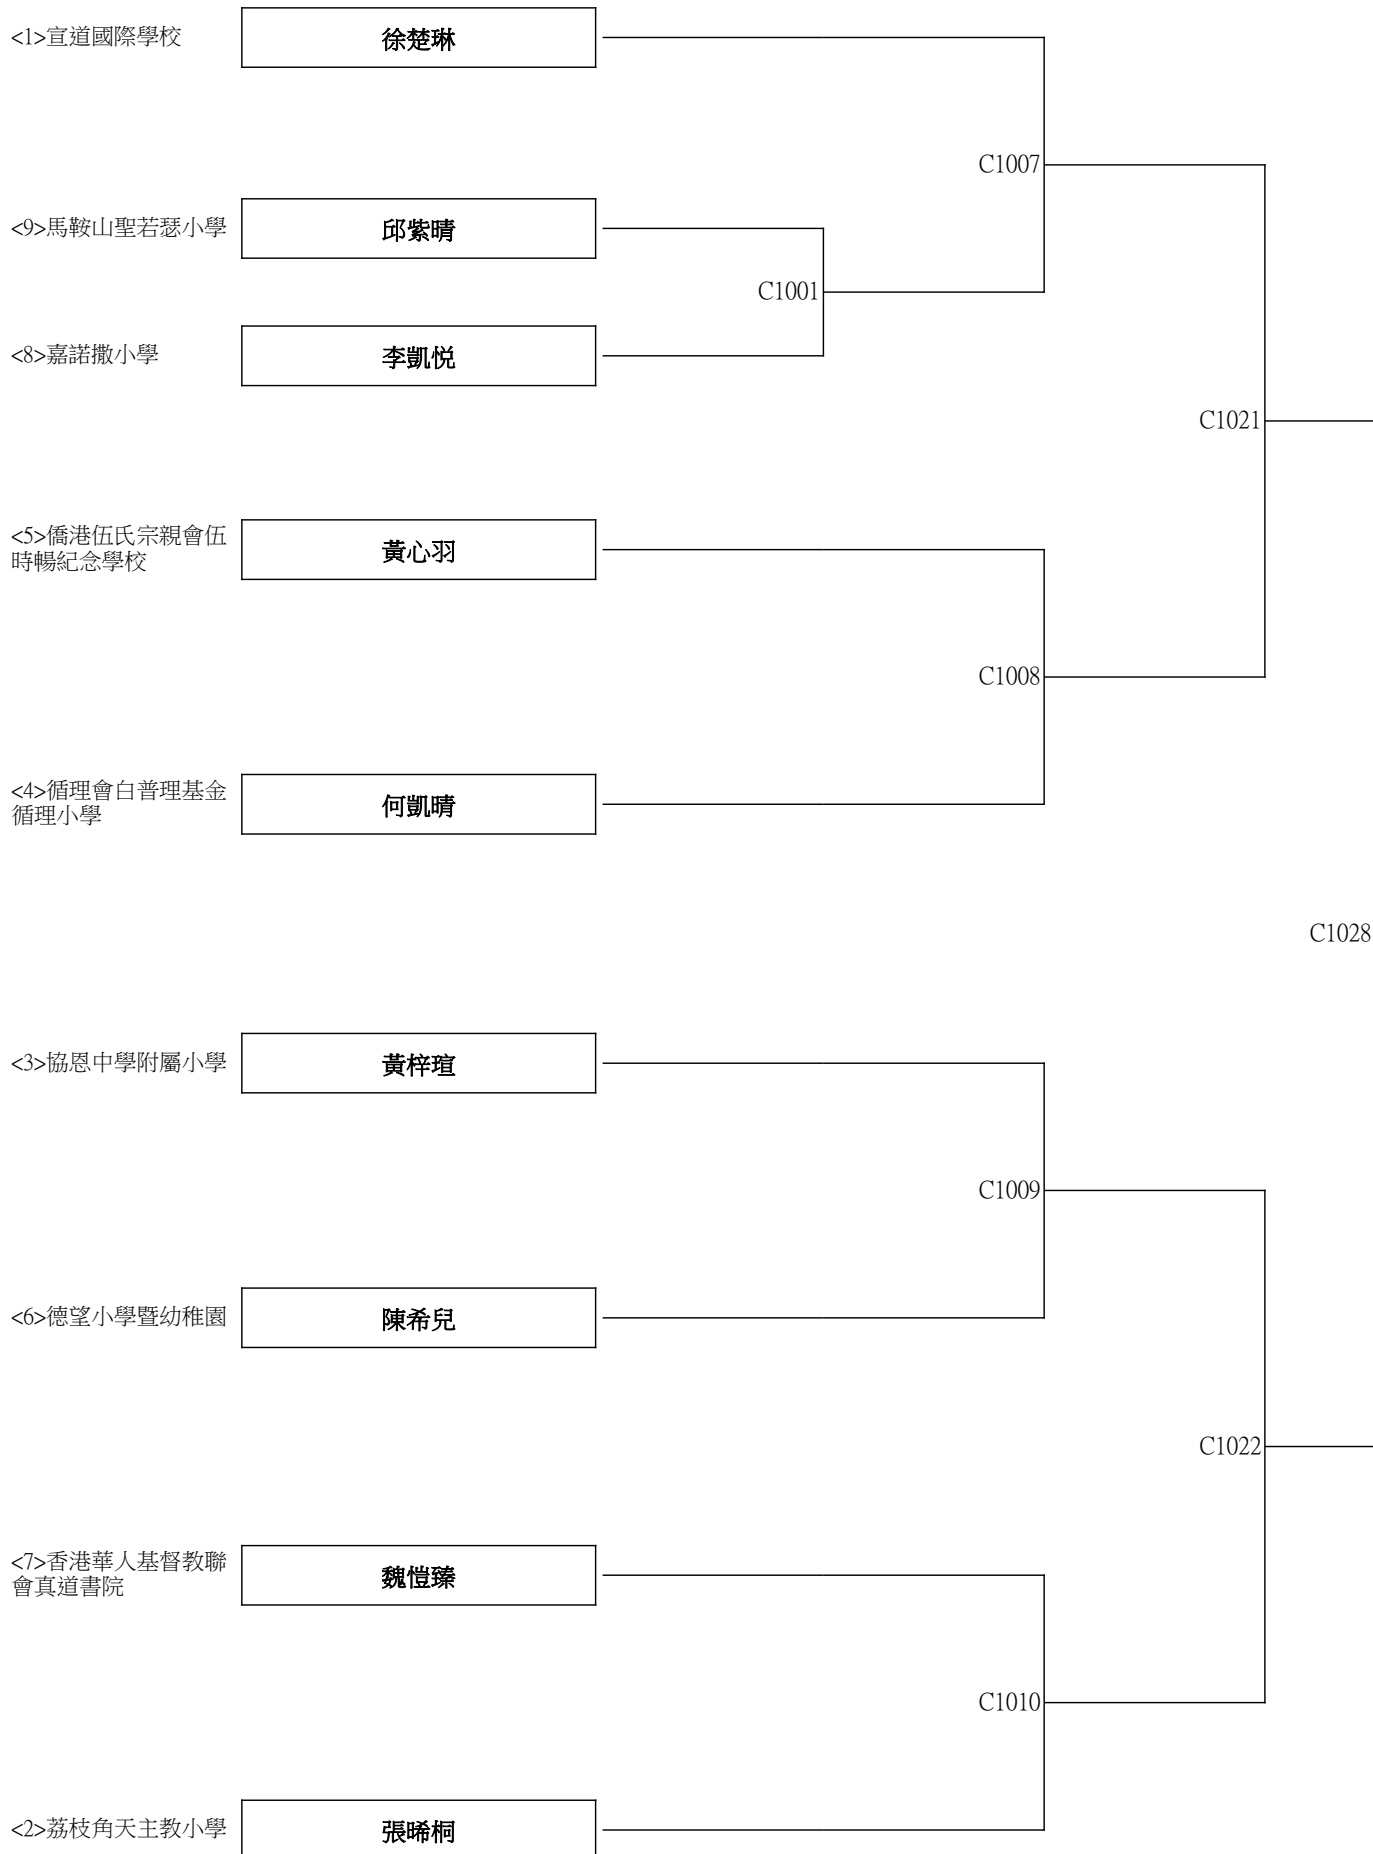 <1>宣道國際學校
徐楚琳
C1007
<9>馬鞍山聖若瑟小學
邱紫晴
C1001
<8>嘉諾撒小學
李凱悦
C1021
<5>僑港伍氏宗親會伍
時暢紀念學校
黃心羽
C1008
<4>循理會白普理基金
循理小學
何凱晴
C1028
<3>協恩中學附屬小學
黃梓瑄
C1009
<6>德望小學暨幼稚園
陳希兒
C1022
<7>香港華人基督教聯
會真道書院
魏愷臻
C1010
<2>荔枝角天主教小學
張晞桐